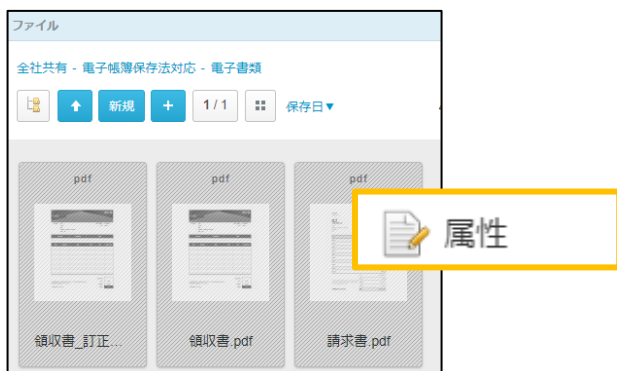 ファイル
全社共有 - 電子帳簿保存法対応 - 電子書類
新規 + 1/1 保存日▼
pdf pdf pdf
属性
領収書_訂正... 領収書.pdf 請求書.pdf